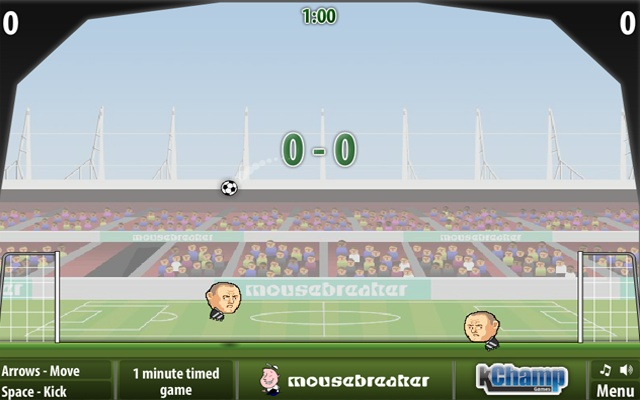 0
1:00
0
0 - 0
mousebreaker
mousebreaker
er
mousebreaker
Arrows - Move
Space - Kick
1 minute timed
game
mousebreaker
KChamp
Games
Menu